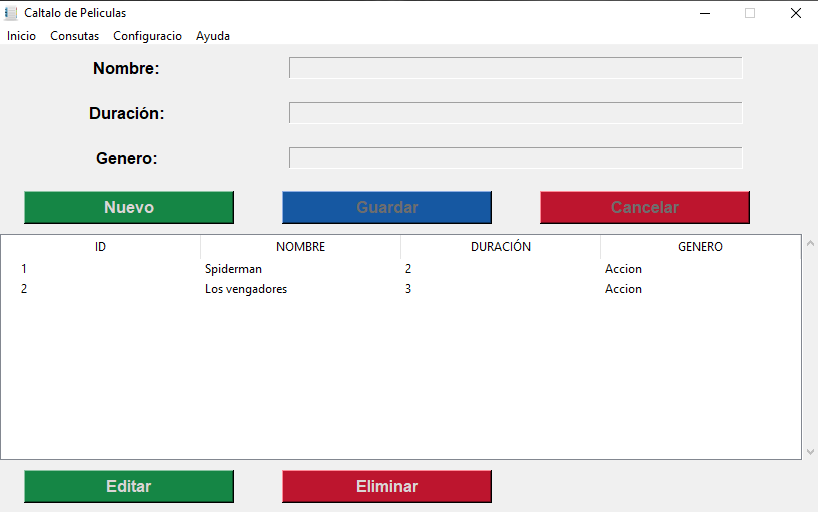 Caltalo de Peliculas
Inicio Consutas Configuracio Ayuda
Nombre:
Duración:
Genero:
Nuevo Guardar Cancelar
ID NOMBRE DURACIÓN GENERO
1 Spiderman 2 Accion
2 Los vengadores 3 Accion
Editar Eliminar